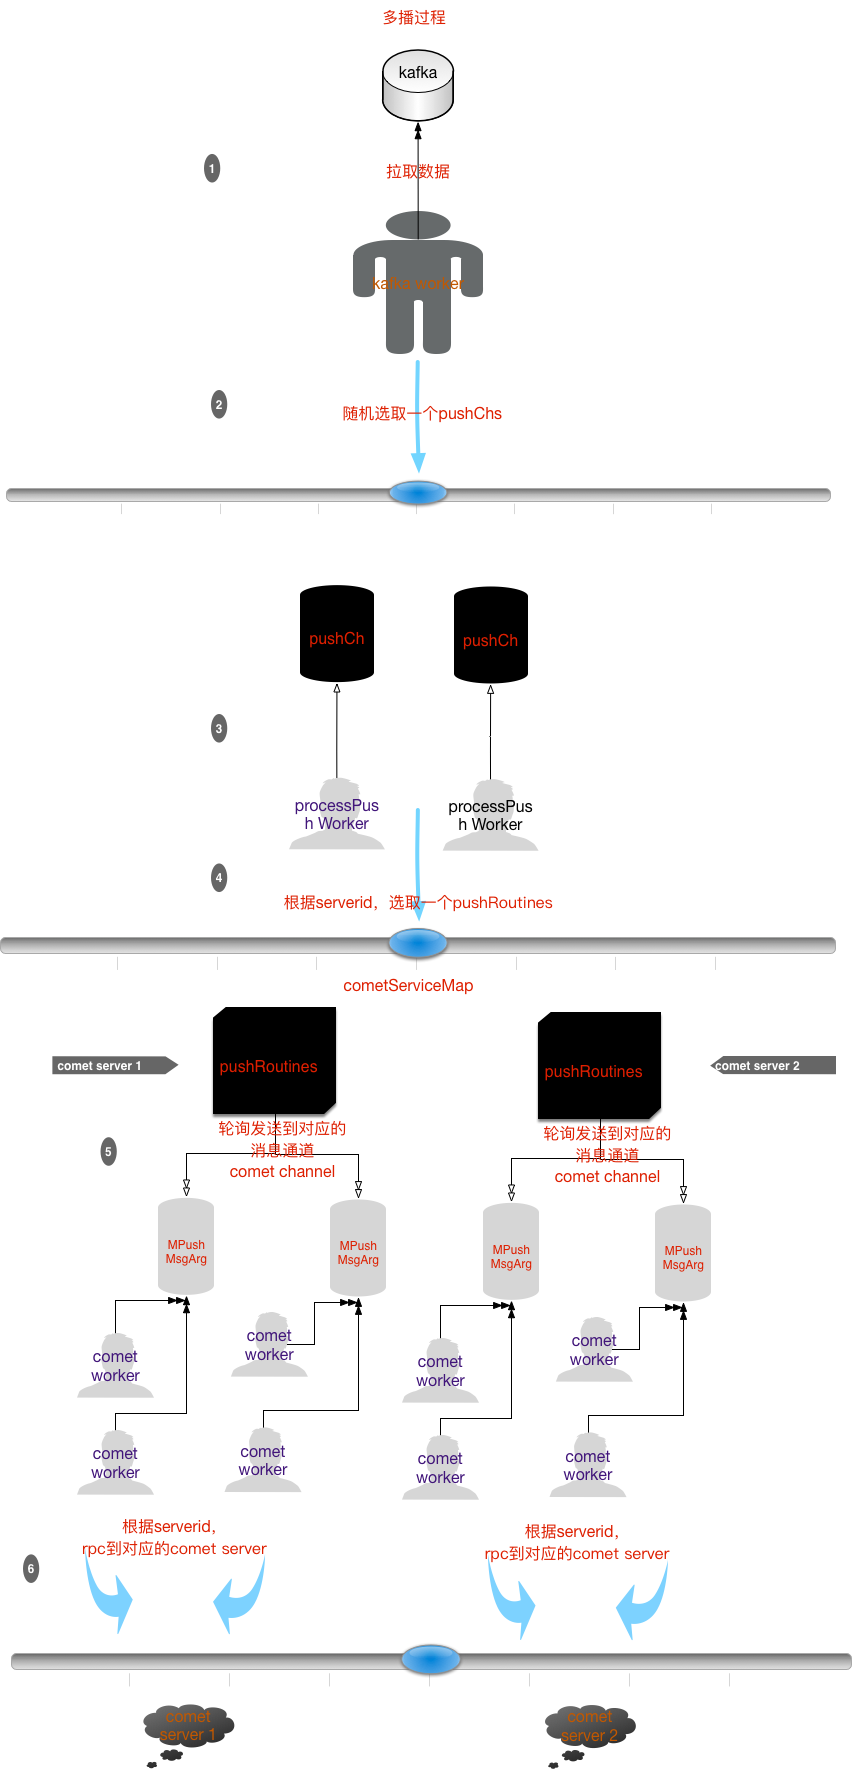 多播过程
kafka
1
拉取数据
kafka worker
2
随机选取一个pushChs
pushCh
pushCh
3
processPus
h Worker
processPus
h Worker
4
根据serverid，选取一个pushRoutines
cometServiceMap
comet server 1
pushRoutines
pushRoutines
comet server 2
轮询发送到对应的
消息通道
comet channel
轮询发送到对应的
消息通道
comet channel
5
MPush
MsgArg
MPush
MsgArg
MPush
MsgArg
MPush
MsgArg
comet
worker
comet
worker
comet
worker
comet
worker
comet
worker
comet
worker
comet
worker
comet
worker
根据serverid，
rpc到对应的comet server
根据serverid，
rpc到对应的comet server
6
comet
server 1
comet
server 2